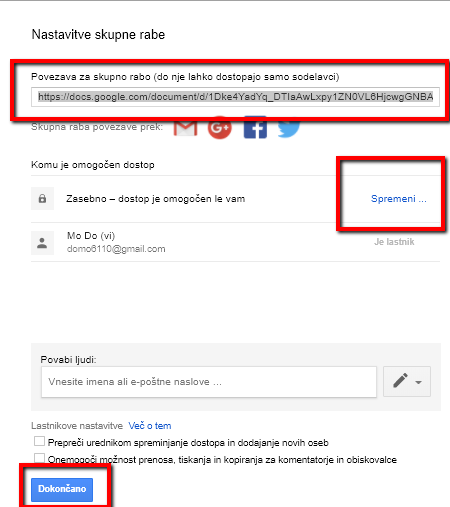 Nastavitve skupne rabe
Povezava za skupno rabo (do nje lahko dostopajo samo sodelavci)
https://docs.google.com/document/d/1Dke4YadYq_DTIaAwLxpy1ZN0VL6HjcwgGNBA
Skupna raba povezave prek:
Komu je omogočen dostop
Zasebno – dostop je omogočen le vam Spremeni ...
Mo Do (vi)
domo6110@gmail.com Je lastnik
Povabi ljudi:
Vnesite imena ali e-poštne naslove ...
Lastnikove nastavitve Več o tem
Prepreči urednikom spreminjanje dostopa in dodajanje novih oseb
Onemogoči možnost prenosa, tiskanja in kopiranja za komentatorje in obiskovalce
Dokončano